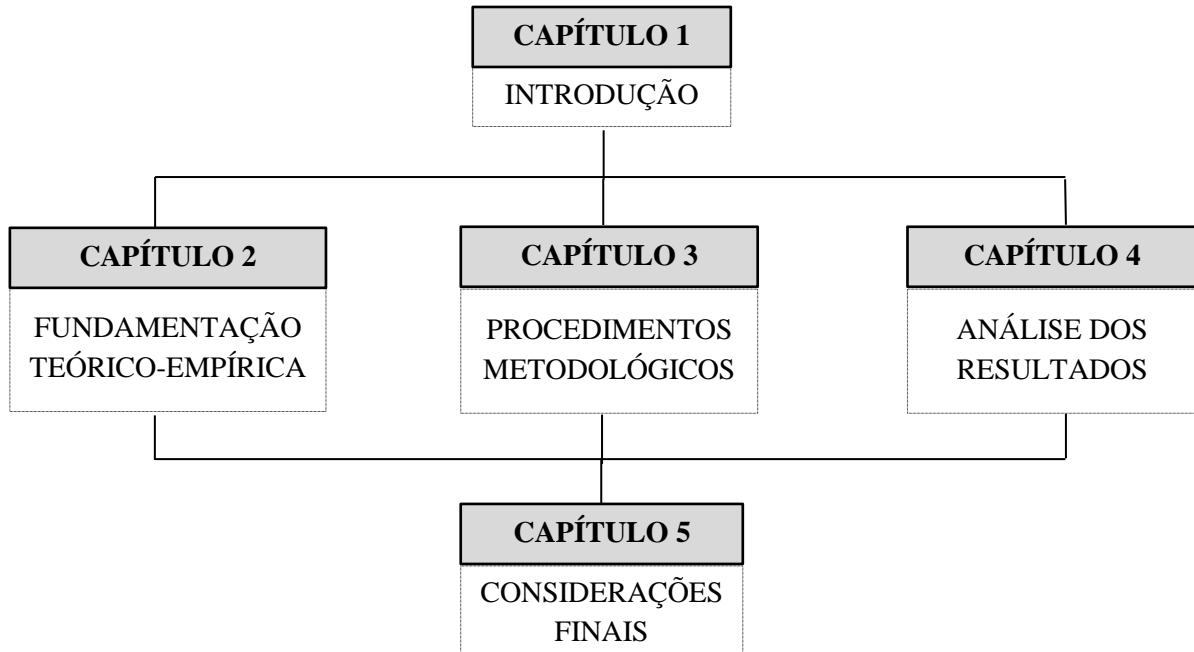 CAPÍTULO 1
INTRODUÇÃO
CAPÍTULO 2
FUNDAMENTAÇÃO
TEÓRICO-EMPÍRICA
CAPÍTULO 3
PROCEDIMENTOS
METODOLÓGICOS
CAPÍTULO 4
ANÁLISE DOS
RESULTADOS
CAPÍTULO 5
CONSIDERAÇÕES
FINAIS